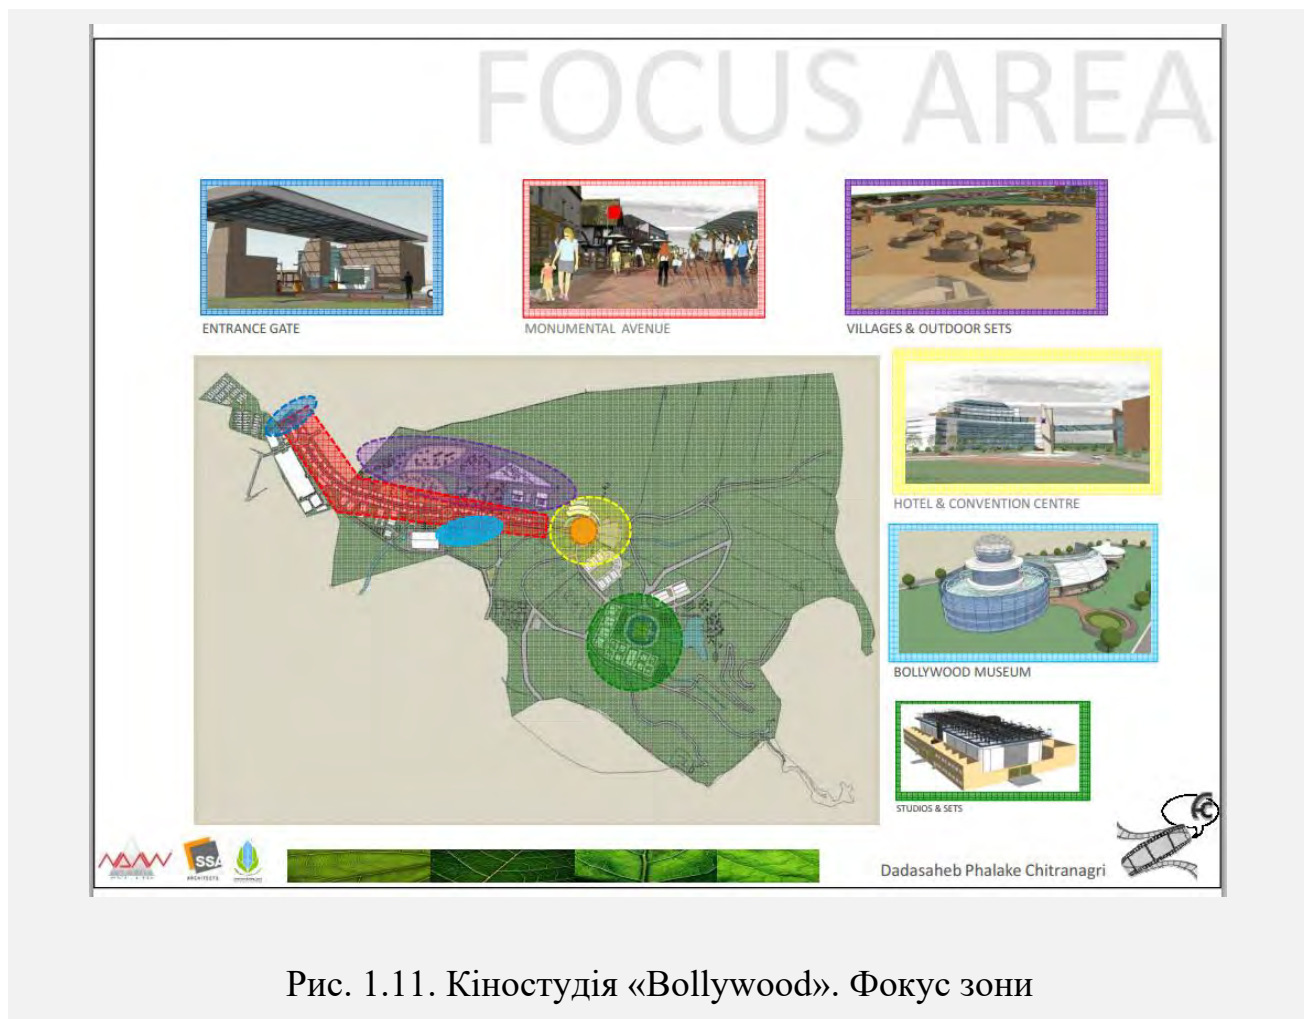 FOCUS AREA
ENTRANCE GATE
MONUMENTAL AVENUE
VILLAGES & OUTDOOR SETS
HOTEL & CONVENTION CENTRE
BOLLYWOOD MUSEUM
STUDIOS & SETS
SSA
ARCHITECTS
Dadasaheb Phalake Chitranagri
Рис. 1.11. Кіностудія «Bollywood». Фокус зони